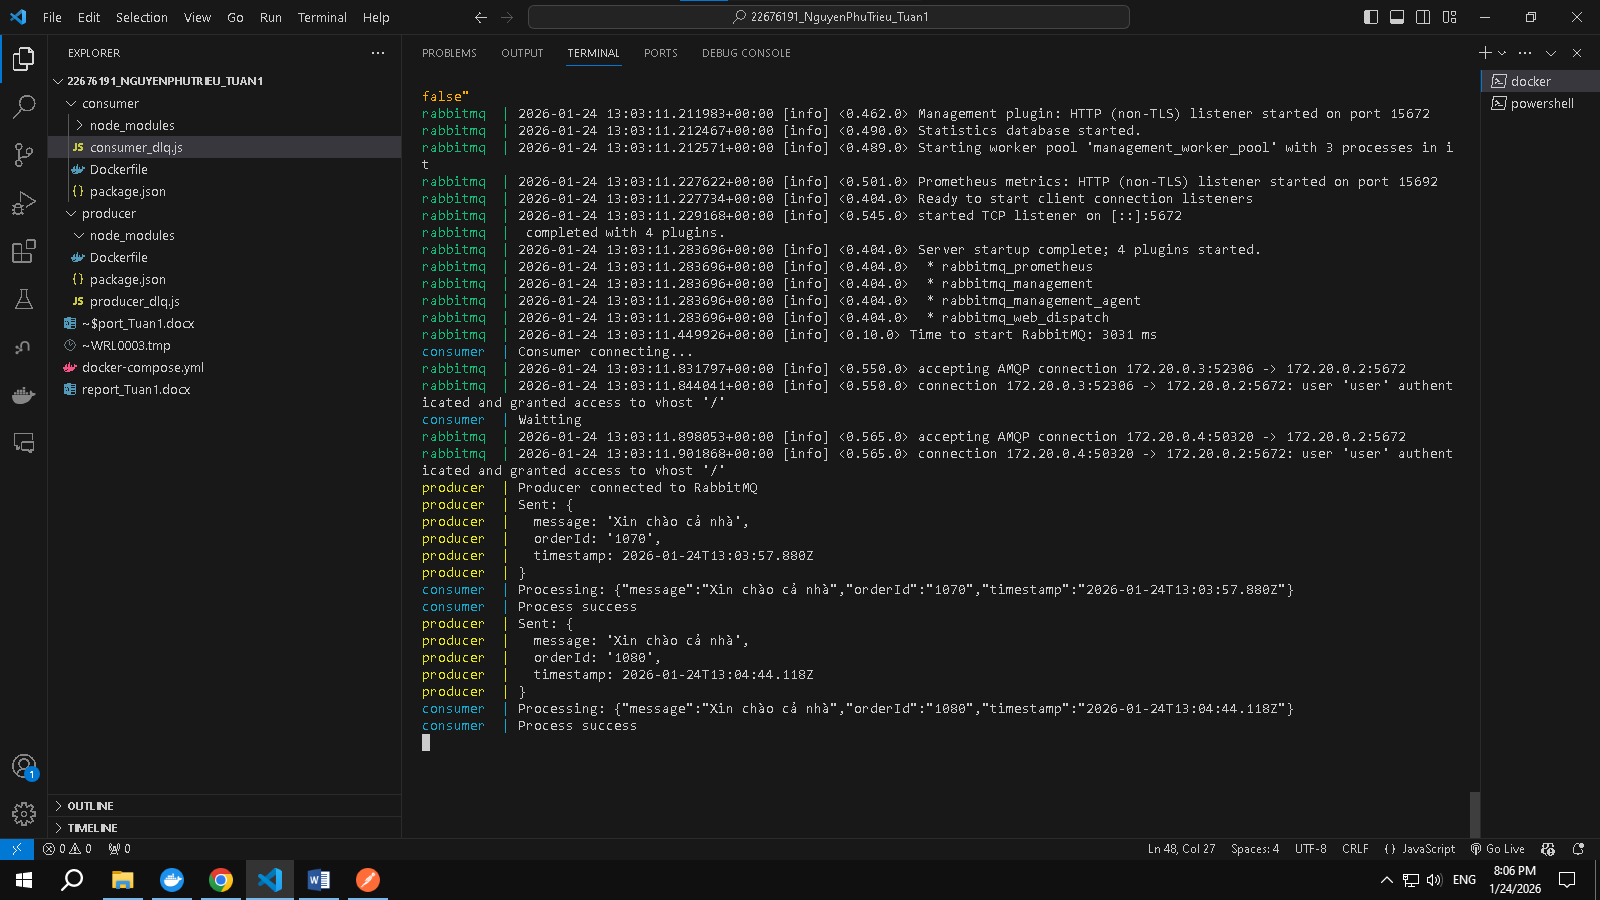 File Edit Selection View Go Run Terminal Help
22676191_NguyenPhuTrieu_Tuan1
EXPLORER
22676191_NGUYENPHUTRIEU_TUAN1
consumer
node_modules
JS consumer_dlq.js
Dockerfile
{} package.json
producer
node_modules
Dockerfile
{} package.json
JS producer_dlq.js
~$port_Tuan1.docx
~WRL0003.tmp
docker-compose.yml
report_Tuan1.docx
OUTLINE
TIMELINE
PROBLEMS OUTPUT TERMINAL PORTS DEBUG CONSOLE
docker
powershell
false"
rabbitmq | 2026-01-24 13:03:11.211983+00:00 [info] <0.462.0> Management plugin: HTTP (non-TLS) listener started on port 15672
rabbitmq | 2026-01-24 13:03:11.212467+00:00 [info] <0.490.0> Statistics database started.
rabbitmq | 2026-01-24 13:03:11.212571+00:00 [info] <0.489.0> Starting worker pool 'management_worker_pool' with 3 processes in i
t
rabbitmq | 2026-01-24 13:03:11.227622+00:00 [info] <0.501.0> Prometheus metrics: HTTP (non-TLS) listener started on port 15692
rabbitmq | 2026-01-24 13:03:11.227734+00:00 [info] <0.404.0> Ready to start client connection listeners
rabbitmq | 2026-01-24 13:03:11.229168+00:00 [info] <0.545.0> started TCP listener on [::]:5672
rabbitmq | completed with 4 plugins.
rabbitmq | 2026-01-24 13:03:11.283696+00:00 [info] <0.404.0> Server startup complete; 4 plugins started.
rabbitmq | 2026-01-24 13:03:11.283696+00:00 [info] <0.404.0> * rabbitmq_prometheus
rabbitmq | 2026-01-24 13:03:11.283696+00:00 [info] <0.404.0> * rabbitmq_management
rabbitmq | 2026-01-24 13:03:11.283696+00:00 [info] <0.404.0> * rabbitmq_management_agent
rabbitmq | 2026-01-24 13:03:11.283696+00:00 [info] <0.404.0> * rabbitmq_web_dispatch
rabbitmq | 2026-01-24 13:03:11.449926+00:00 [info] <0.10.0> Time to start RabbitMQ: 3031 ms
consumer | Consumer connecting...
rabbitmq | 2026-01-24 13:03:11.831797+00:00 [info] <0.550.0> accepting AMQP connection 172.20.0.3:52306 -> 172.20.0.2:5672
rabbitmq | 2026-01-24 13:03:11.844041+00:00 [info] <0.550.0> connection 172.20.0.3:52306 -> 172.20.0.2:5672: user 'user' authent
icated and granted access to vhost '/'
consumer | Waitting
rabbitmq | 2026-01-24 13:03:11.898053+00:00 [info] <0.565.0> accepting AMQP connection 172.20.0.4:50320 -> 172.20.0.2:5672
rabbitmq | 2026-01-24 13:03:11.901868+00:00 [info] <0.565.0> connection 172.20.0.4:50320 -> 172.20.0.2:5672: user 'user' authent
icated and granted access to vhost '/'
producer | Producer connected to RabbitMQ
producer | Sent: {
producer | message: 'Xin chào cả nhà',
producer | orderId: '1070',
producer | timestamp: 2026-01-24T13:03:57.880Z
producer | }
consumer | Processing: {"message":"Xin chào cả nhà","orderId":"1070","timestamp":"2026-01-24T13:03:57.880Z"}
consumer | Process success
producer | Sent: {
producer | message: 'Xin chào cả nhà',
producer | orderId: '1080',
producer | timestamp: 2026-01-24T13:04:44.118Z
producer | }
consumer | Processing: {"message":"Xin chào cả nhà","orderId":"1080","timestamp":"2026-01-24T13:04:44.118Z"}
consumer | Process success
1
0 0 0 Ln 48, Col 27 Spaces: 4 UTF-8 CRLF {} JavaScript Go Live
ENG 8:06 PM
1/24/2026